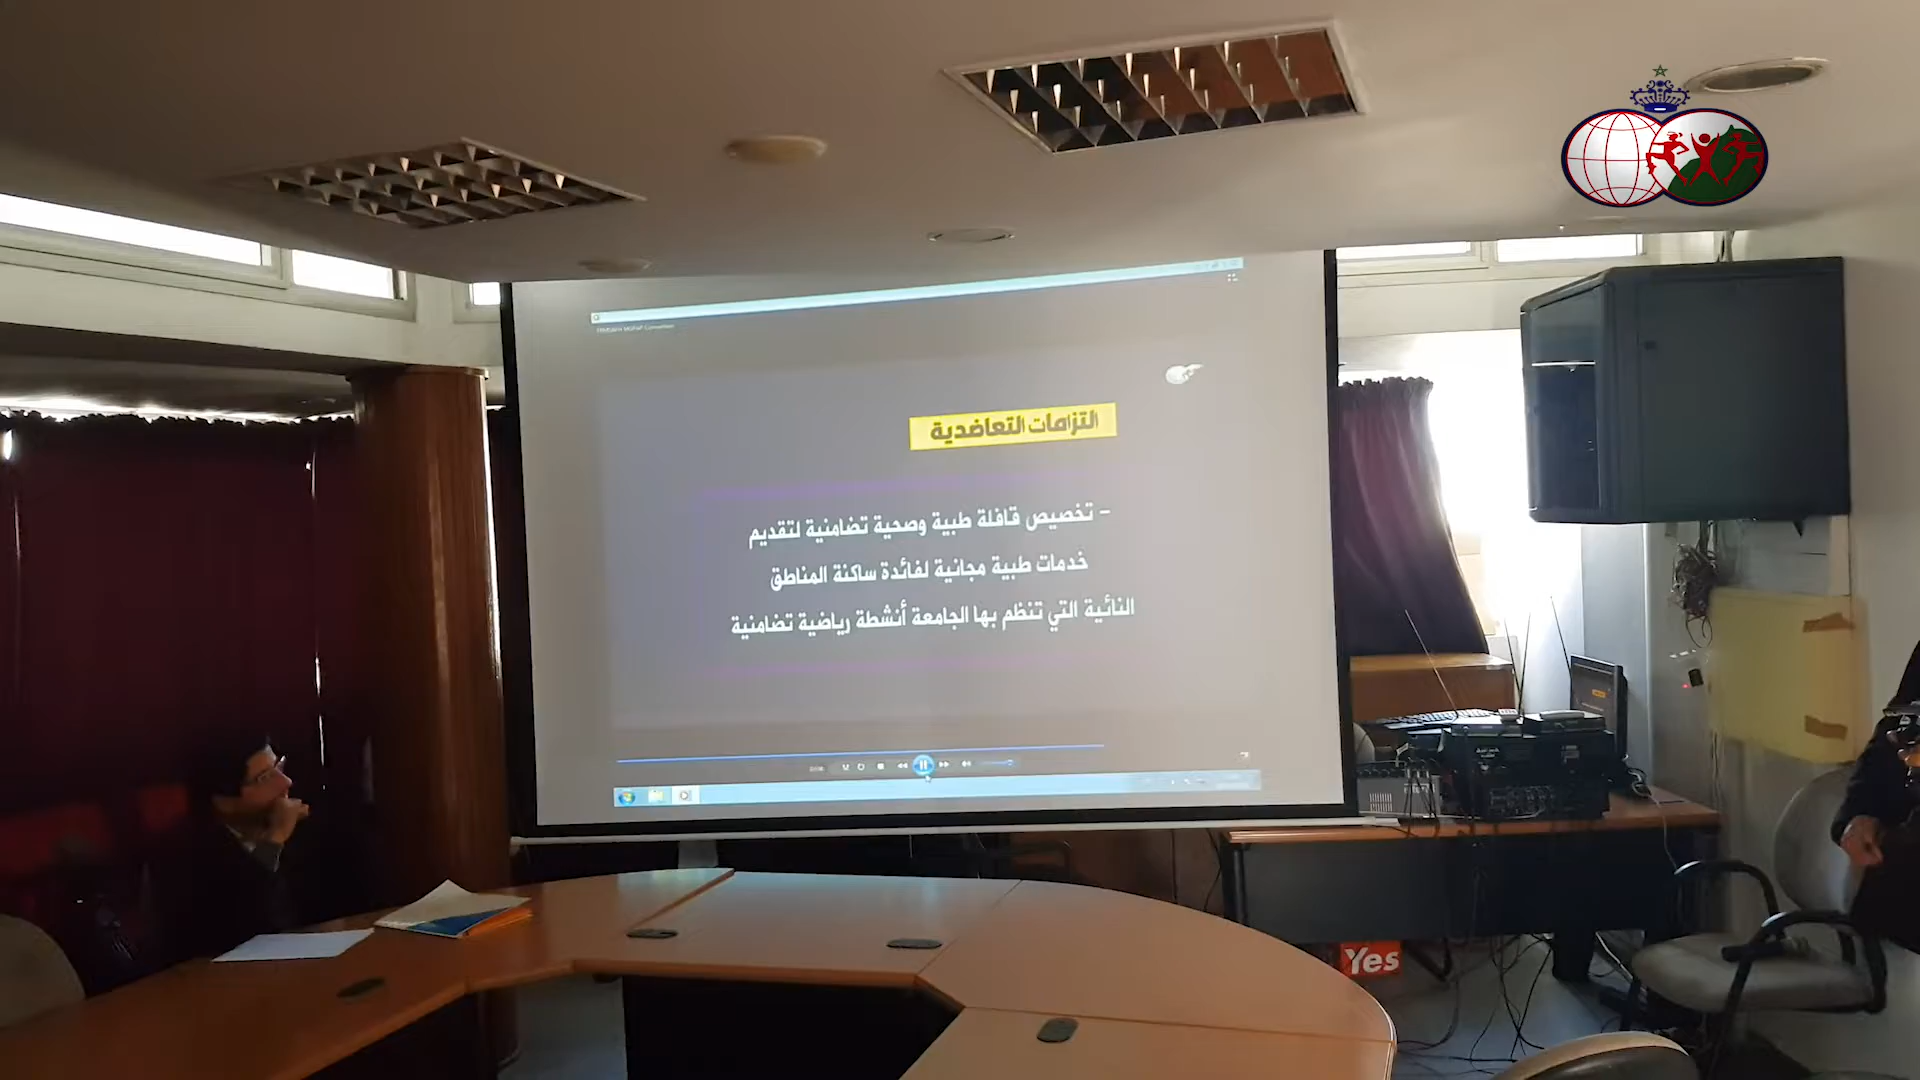 التزامات التعاضدية
- تخصيص قافلة طبية وصحية تضامنية لتقديم
خدمات طبية مجانية لفائدة ساكنة المناطق
النائية التي تنظم بها الجامعة أنشطة رياضية تضامنية
Yes